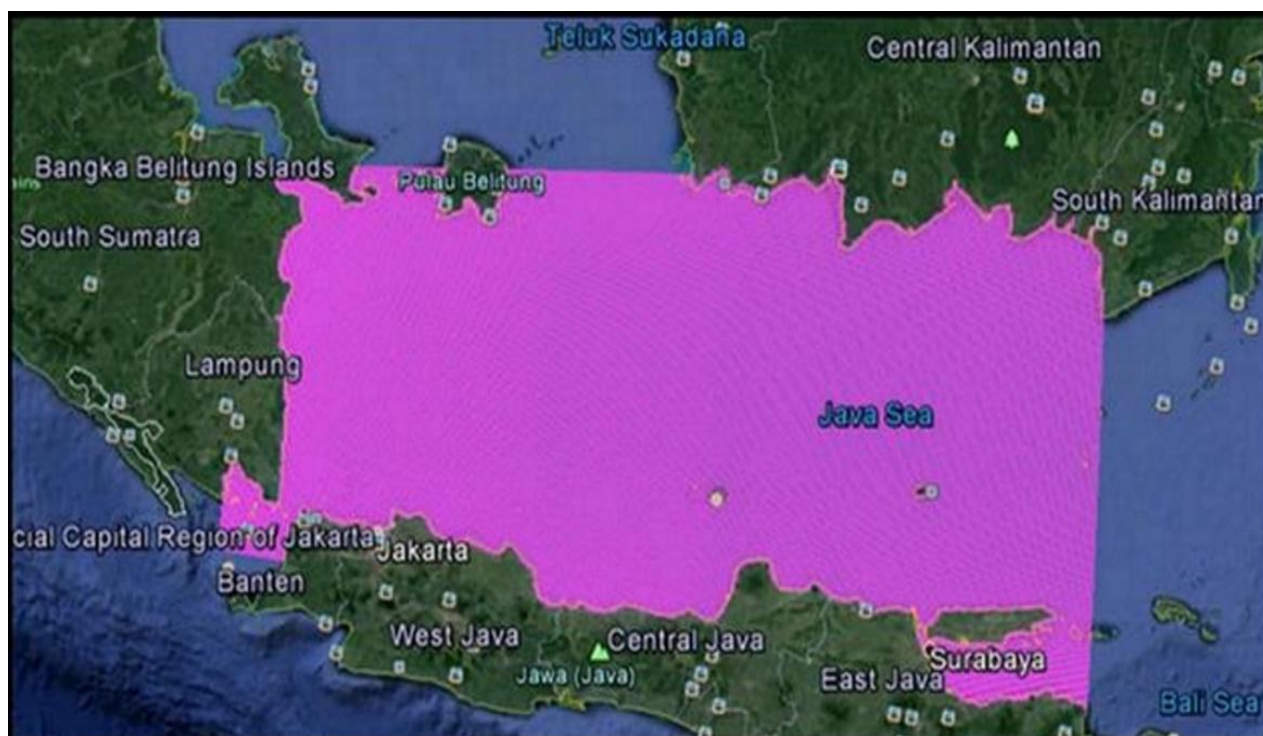 Teluk Sukadana
Central Kalimantan
Bangka Belitung Islands
Pulau Belitung
South Kalimantan
South Sumatra
Lampung
Java Sea
cial Capital Region of Jakarta
Jakarta
Banten
West Java
Central Java
Jawa (Java)
East Java
Surabaya
Bali Sea